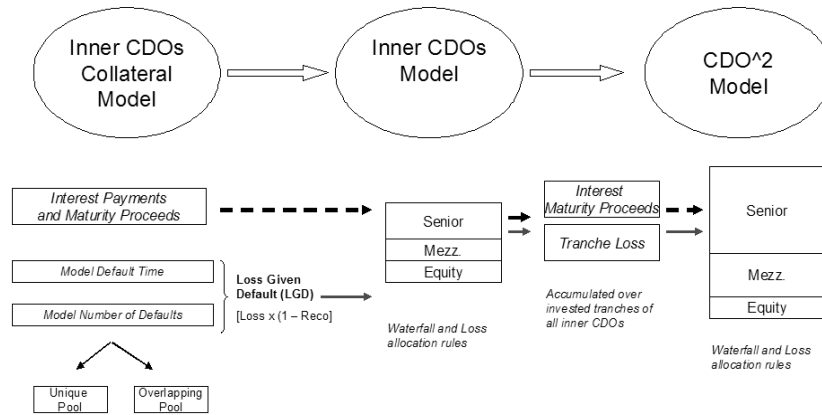 Inner CDOs
Collateral
Model
Inner CDOs
Model
CDO^2
Model
Interest Payments
and Maturity Proceeds
Model Default Time
Model Number of Defaults
Loss Given
Default (LGD)
[Loss x (1 – Reco]
Unique
Pool
Overlapping
Pool
Senior
Mezz.
Equity
Waterfall and Loss
allocation rules
Interest
Maturity Proceeds
Tranche Loss
Accumulated over
invested tranches of
all inner CDOs
Senior
Mezz.
Equity
Waterfall and Loss
allocation rules